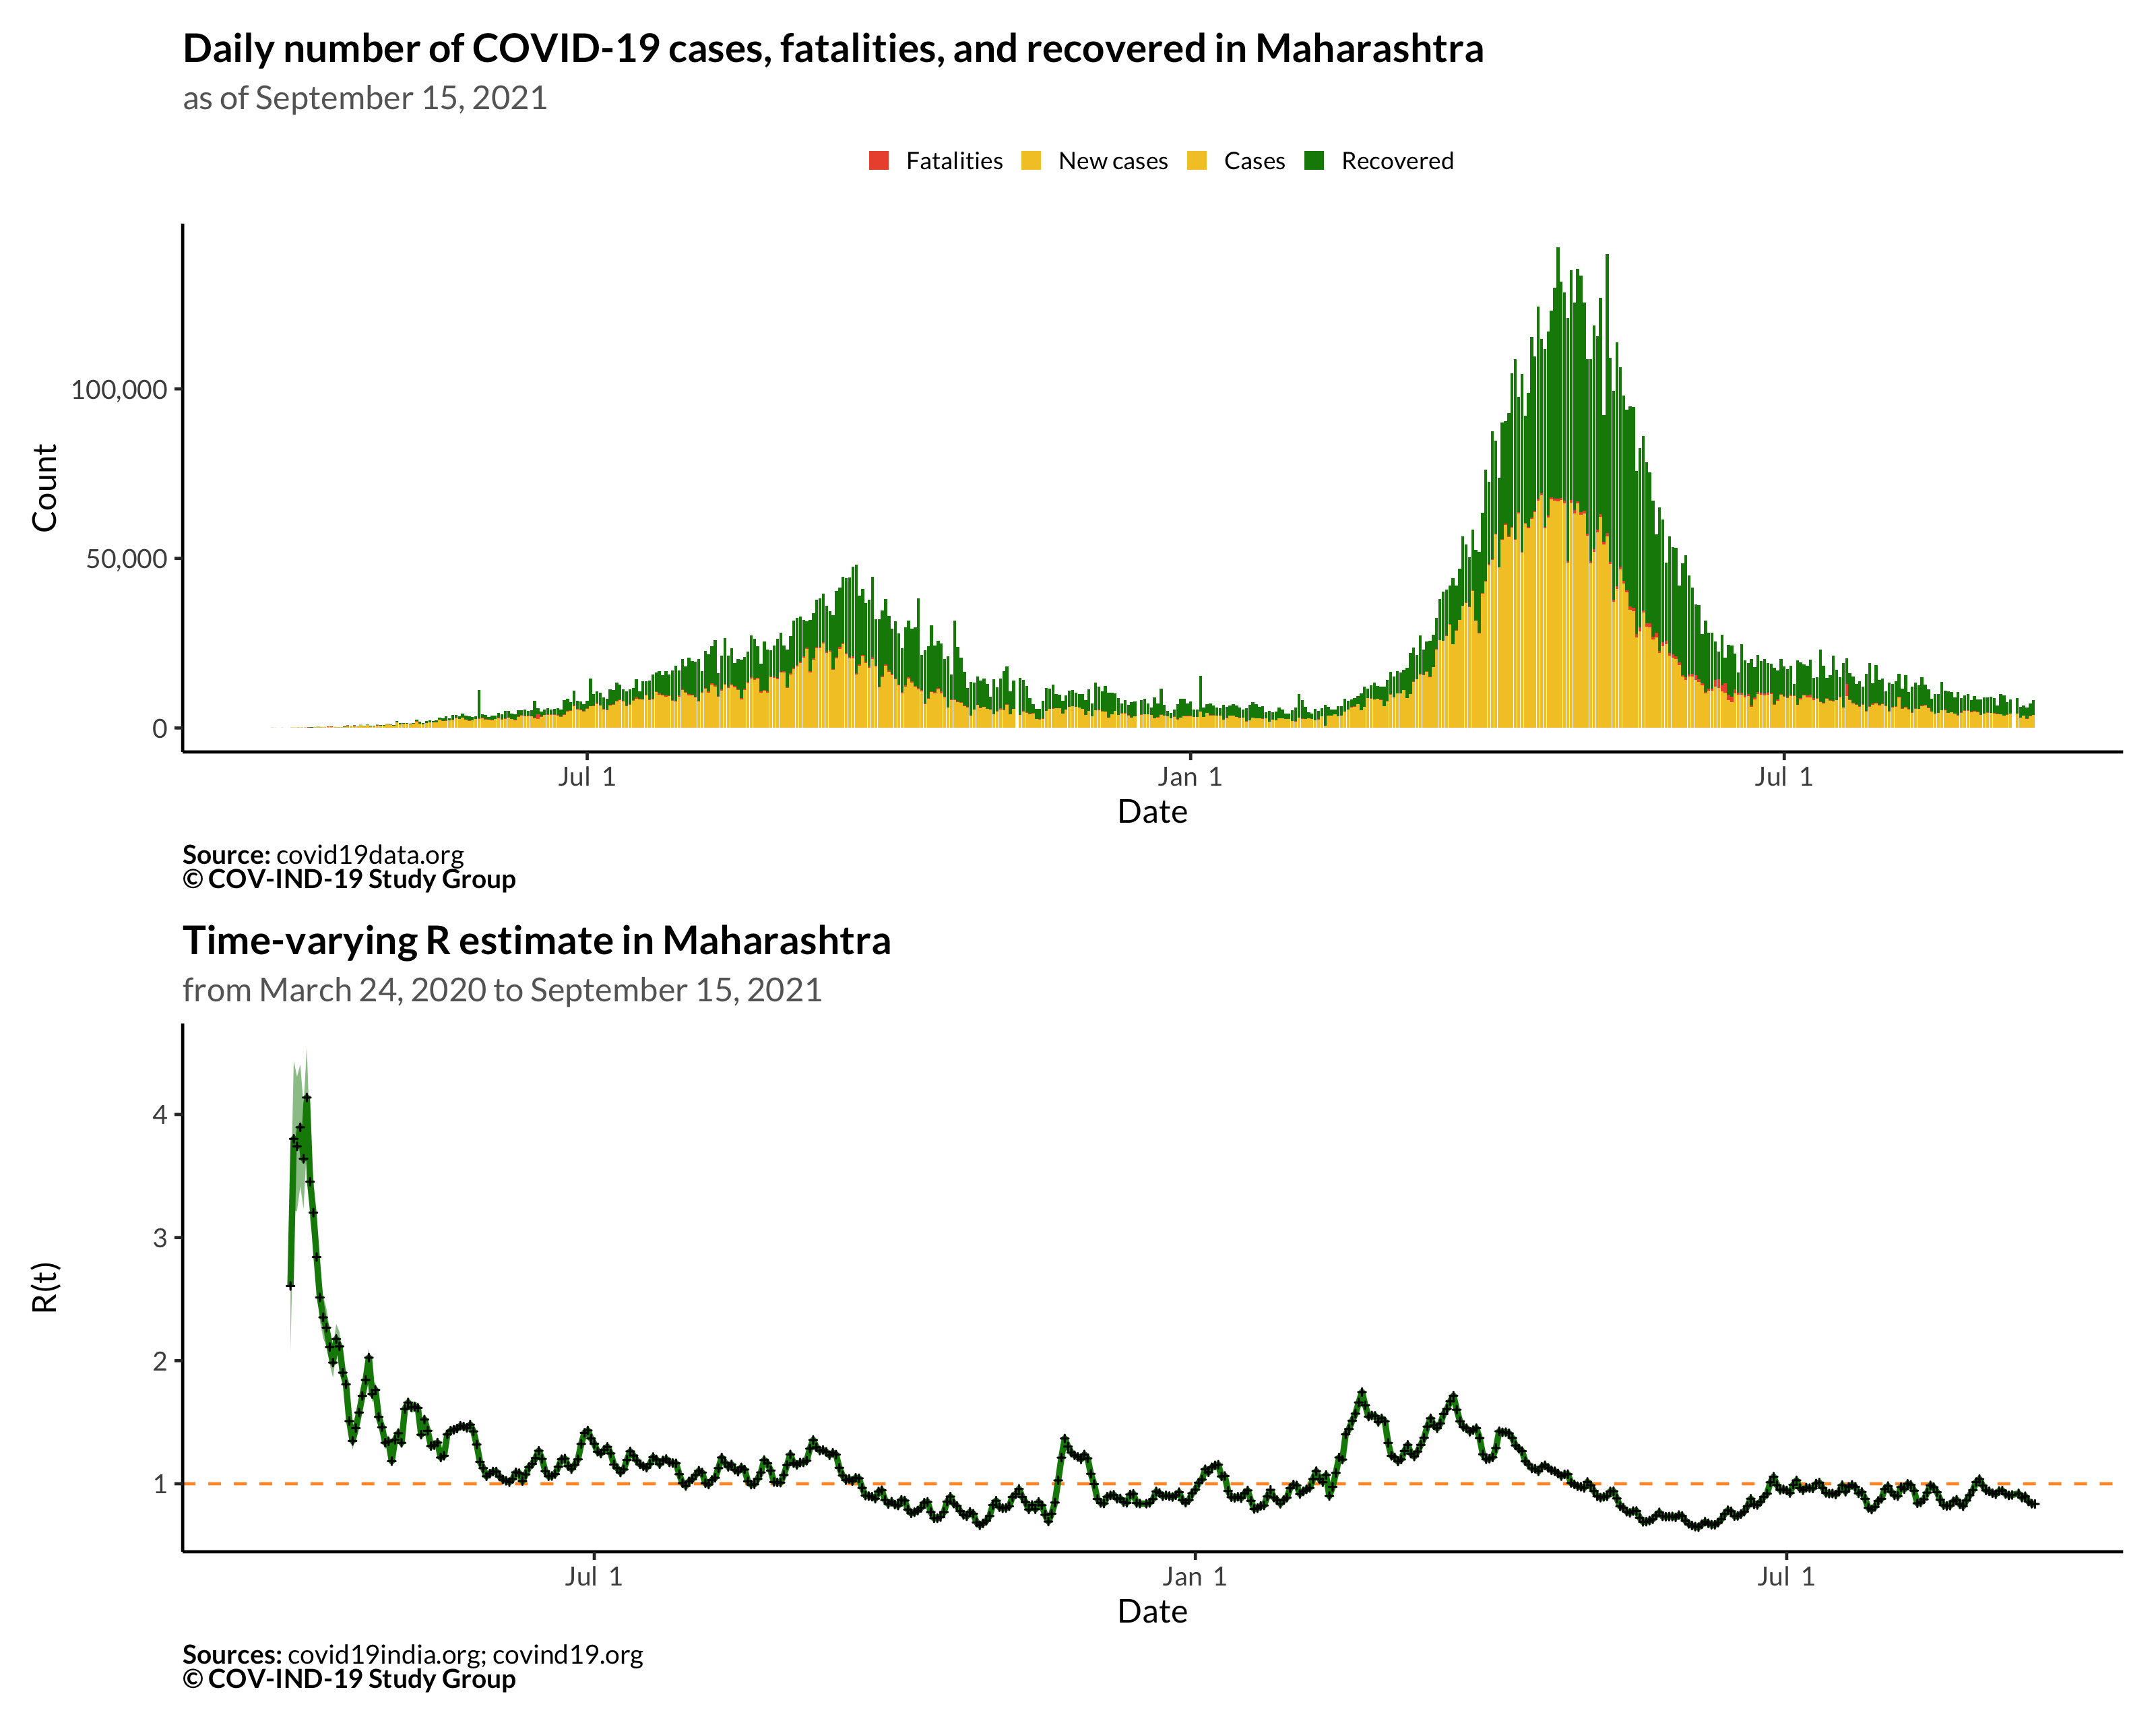 Daily number of COVID-19 cases, fatalities, and recovered in Maharashtra
as of September 15, 2021
Fatalities New cases Cases Recovered
Count
100,000
50,000
0
Jul 1 Jan 1 Jul 1
Date
Source: covid19data.org
© COV-IND-19 Study Group
Time-varying R estimate in Maharashtra
from March 24, 2020 to September 15, 2021
R(t)
4
3
2
1
Jul 1 Jan 1 Jul 1
Date
Sources: covid19india.org; covind19.org
© COV-IND-19 Study Group